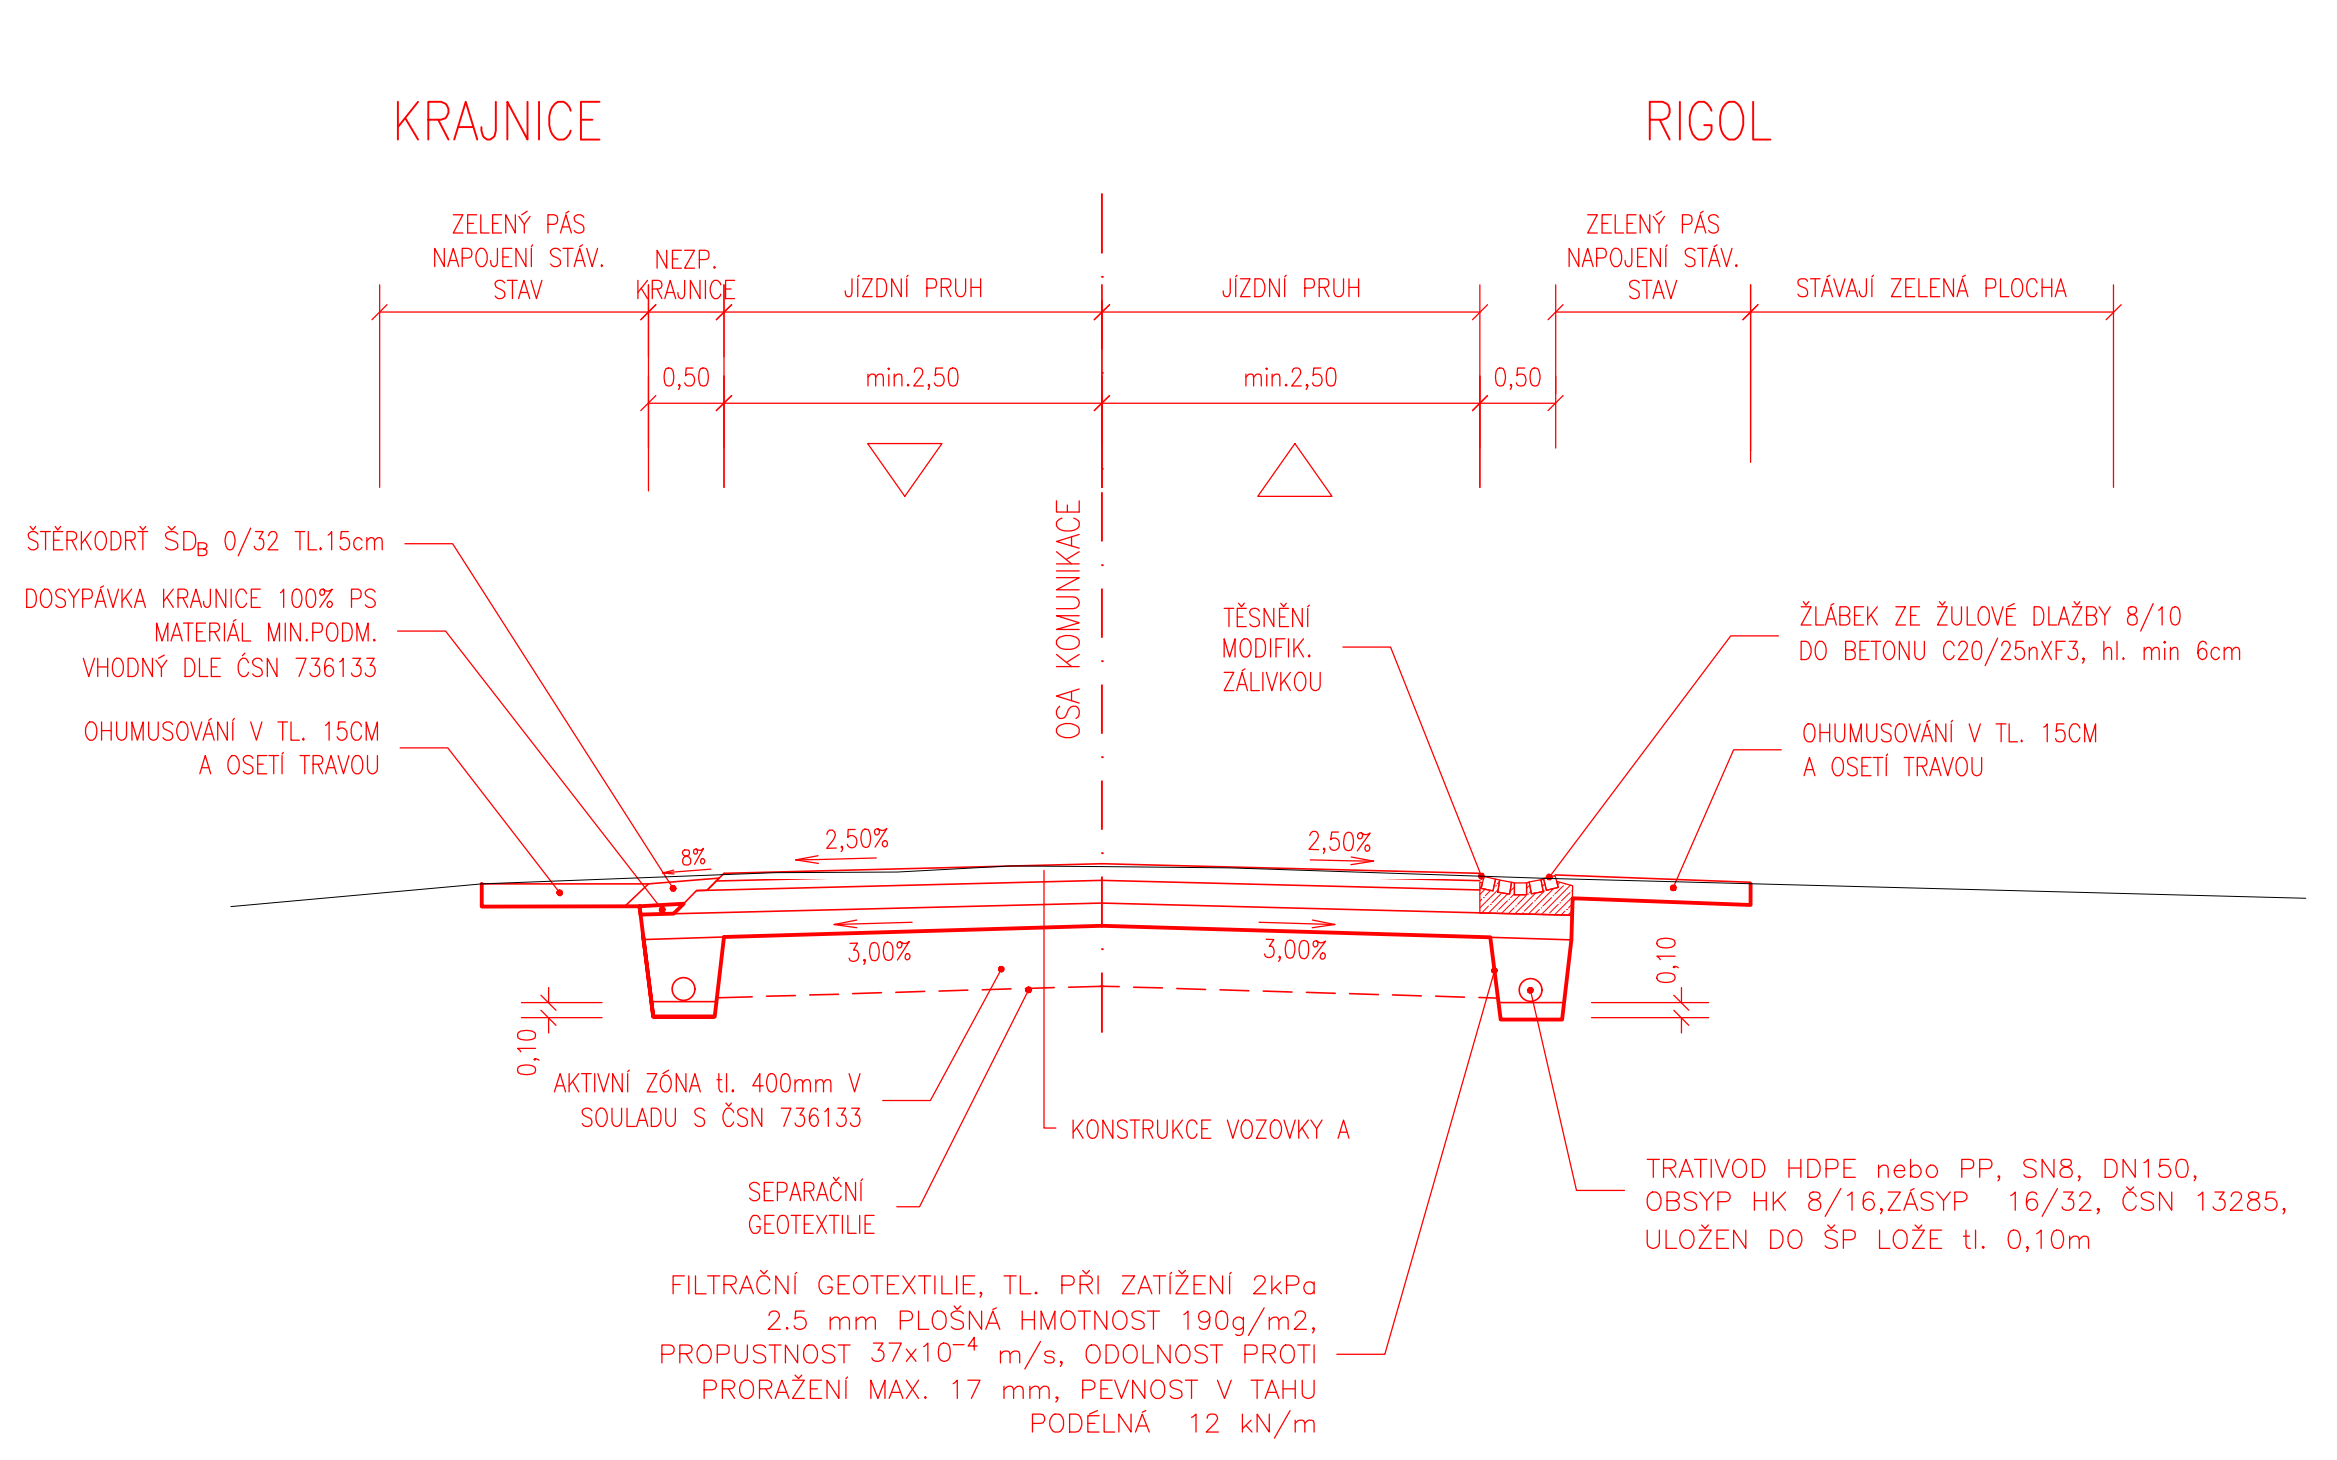 KRAJNICE
RIGOL
ZELENÝ PÁS
NAPOJENÍ STÁV.
STAV
NEZP.
KRAJNICE
JÍZDNÍ PRUH
JÍZDNÍ PRUH
ZELENÝ PÁS
NAPOJENÍ STÁV.
STAV
STÁVAJÍ ZELENÁ PLOCHA
0,50
min.2,50
min.2,50
0,50
OSA KOMUNIKACE
ŠTĚRKODRŤ ŠDB 0/32 TL.15cm
DOSYPÁVKA KRAJNICE 100% PS
MATERIÁL MIN.PODM.
VHODNÝ DLE ĆSN 736133
OHUMUSOVÁNÍ V TL. 15CM
A OSETÍ TRAVOU
TĚSNĚNÍ
MODIFIK.
ZÁLIVKOU
ŽLÁBEK ZE ŽULOVÉ DLAŽBY 8/10
DO BETONU C20/25nXF3, hl. min 6cm
OHUMUSOVÁNÍ V TL. 15CM
A OSETÍ TRAVOU
8%
2,50%
2,50%
3,00%
3,00%
0,10
0,10
AKTIVNÍ ZÓNA tl. 400mm V
SOULADU S ČSN 736133
KONSTRUKCE VOZOVKY A
SEPARAČNÍ
GEOTEXTILIE
TRATIVOD HDPE nebo PP, SN8, DN150,
OBSYP HK 8/16,ZÁSYP 16/32, ČSN 13285,
ULOŽEN DO ŠP LOŽE tl. 0,10m
FILTRAČNÍ GEOTEXTILIE, TL. PŘI ZATÍŽENÍ 2kPa
2.5 mm PLOŠNÁ HMOTNOST 190g/m2,
PROPUSTNOST 37x10⁻⁴ m/s, ODOLNOST PROTI
PRORAŽENÍ MAX. 17 mm, PEVNOST V TAHU
PODÉLNÁ 12 kN/m